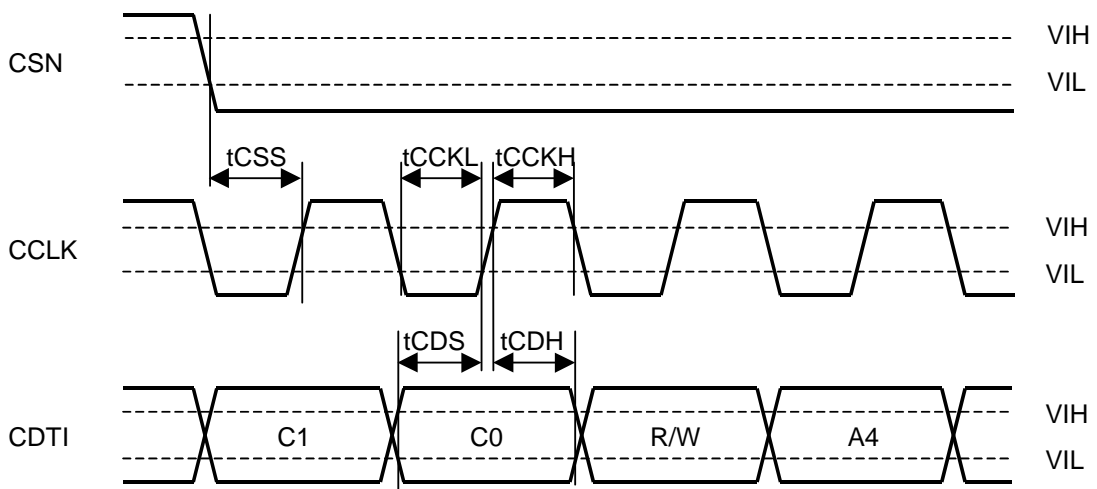 VIH
CSN
VIL
tCSS tCCKL tCCKH
VIH
CCLK
VIL
tCDS tCDH
VIH
CDTI C1 C0 R/W A4
VIL